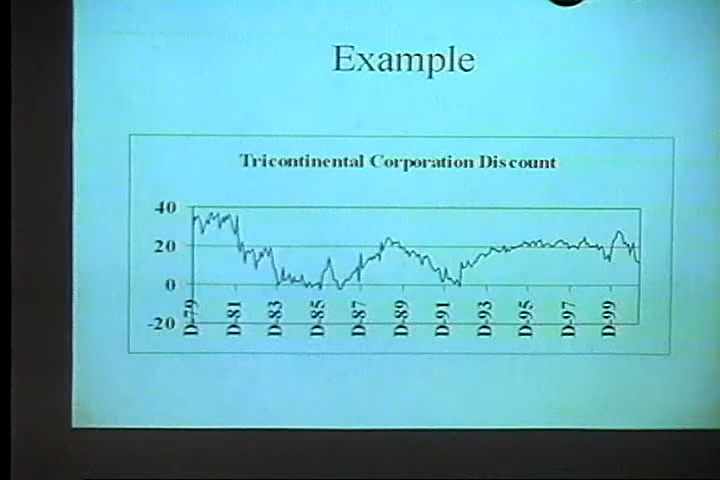 Example
Tricontinental Corporation Discount
40
20
0
-20
D-79 D-81 D-83 D-85 D-87 D-89 D-91 D-93 D-95 D-97 D-99